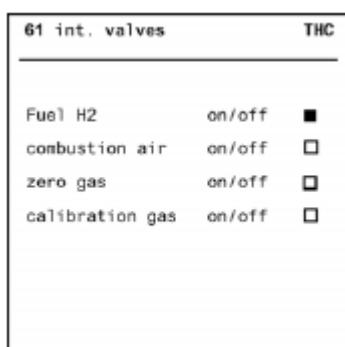 61 int. valves THC
Fuel H2 on/off ■
combustion air on/off □
zero gas on/off □
calibration gas on/off □